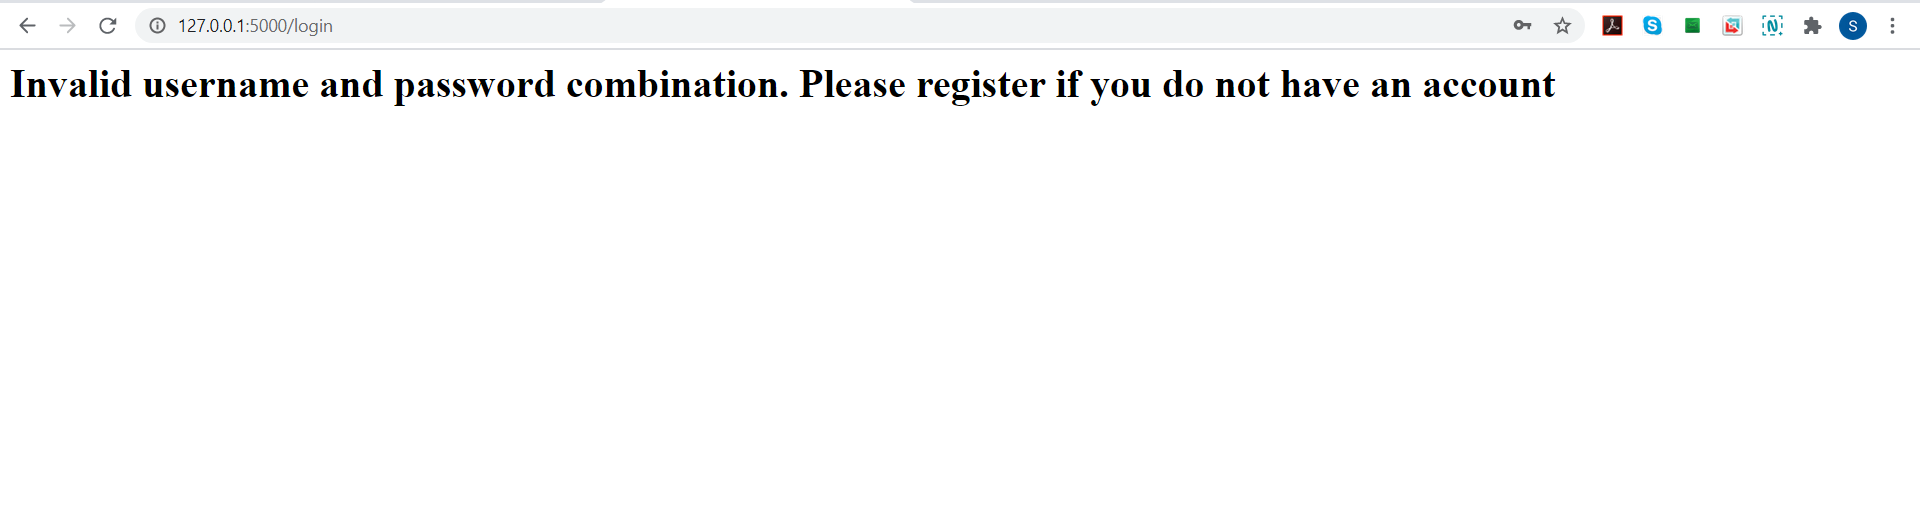 127.0.0.1:5000/login
S
Invalid username and password combination. Please register if you do not have an account